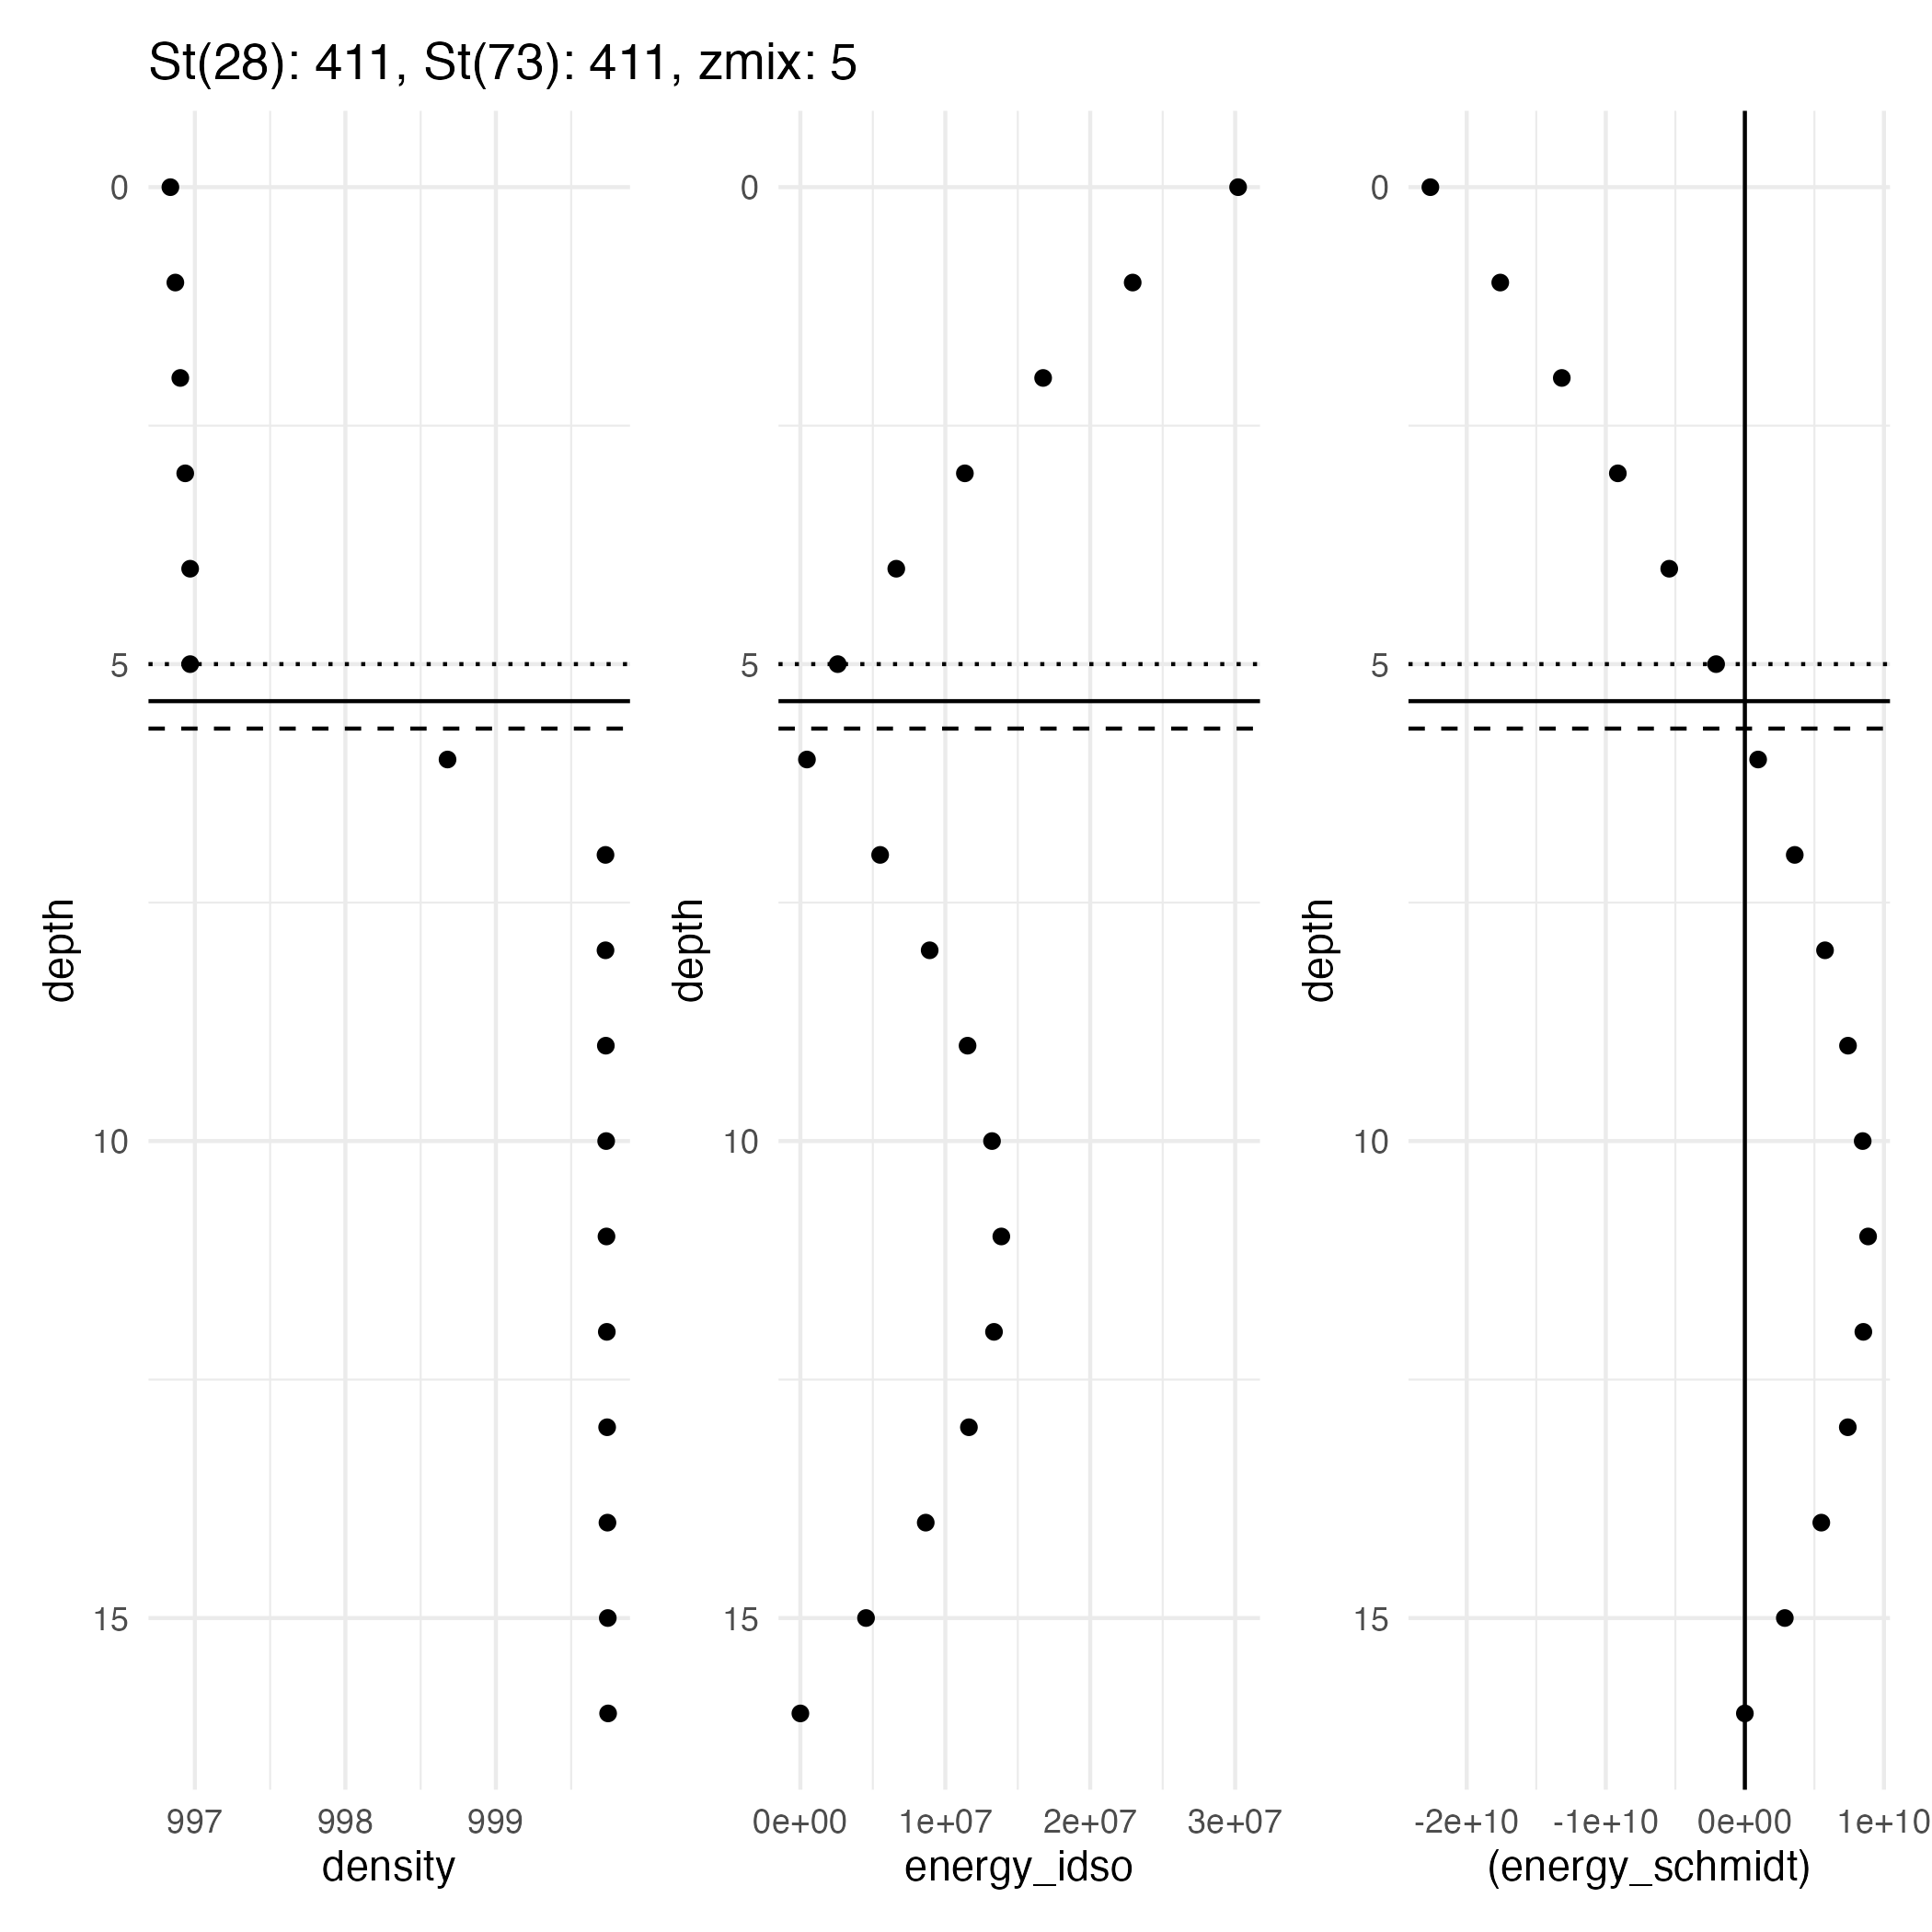 St(28): 411, St(73): 411, zmix: 5
0
5
10
15
depth
997 998 999
density
0
5
10
15
depth
0e+00 1e+07 2e+07 3e+07
energy_idso
0
5
10
15
depth
-2e+10 -1e+10 0e+00 1e+10
(energy_schmidt)